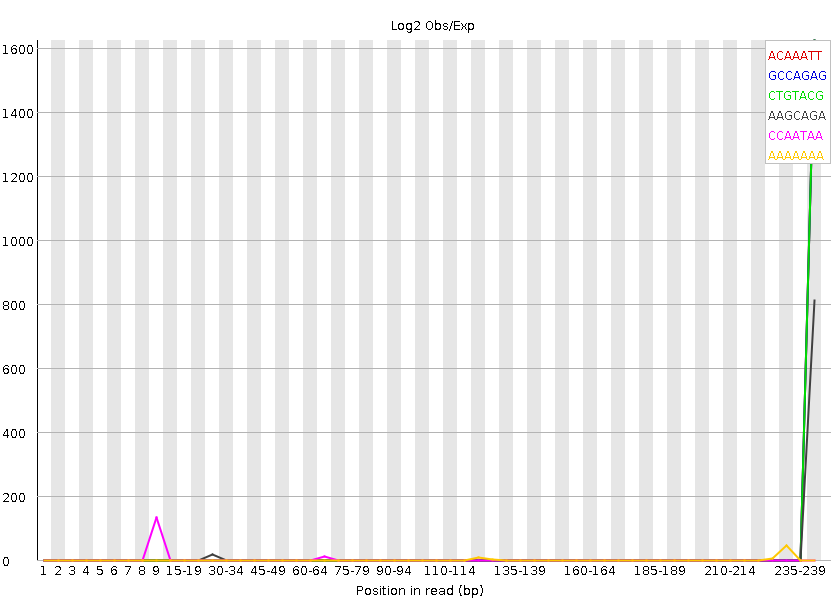 Log2 Obs/Exp
1600
1400
1200
1000
800
600
400
200
0
ACAAATT
GCCAGAG
CTGTACG
AAGCAGA
CCAATAA
AAAAAAA
1 2 3 4 5 6 7 8 9 15-19 30-34 45-49 60-64 75-79 90-94 110-114 135-139 160-164 185-189 210-214 235-239
Position in read (bp)